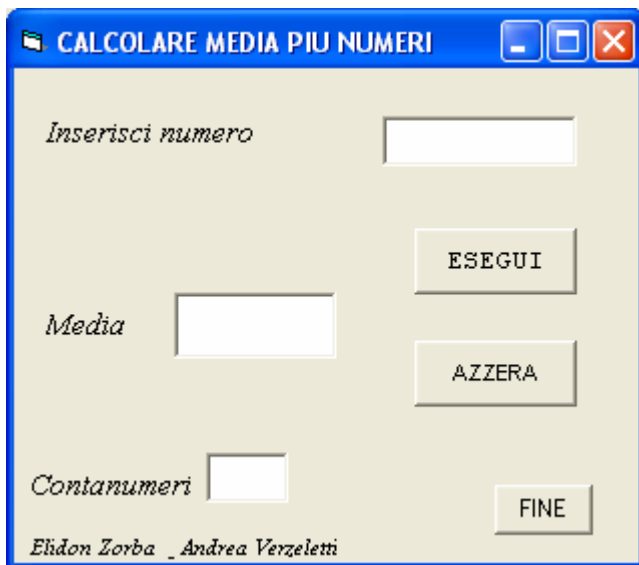 CALCOLARE MEDIA PIU NUMERI
Inserisci numero
ESEGUI
Media
AZZERA
Contanumeri
FINE
Elidon Zorba _ Andrea Verzeletti